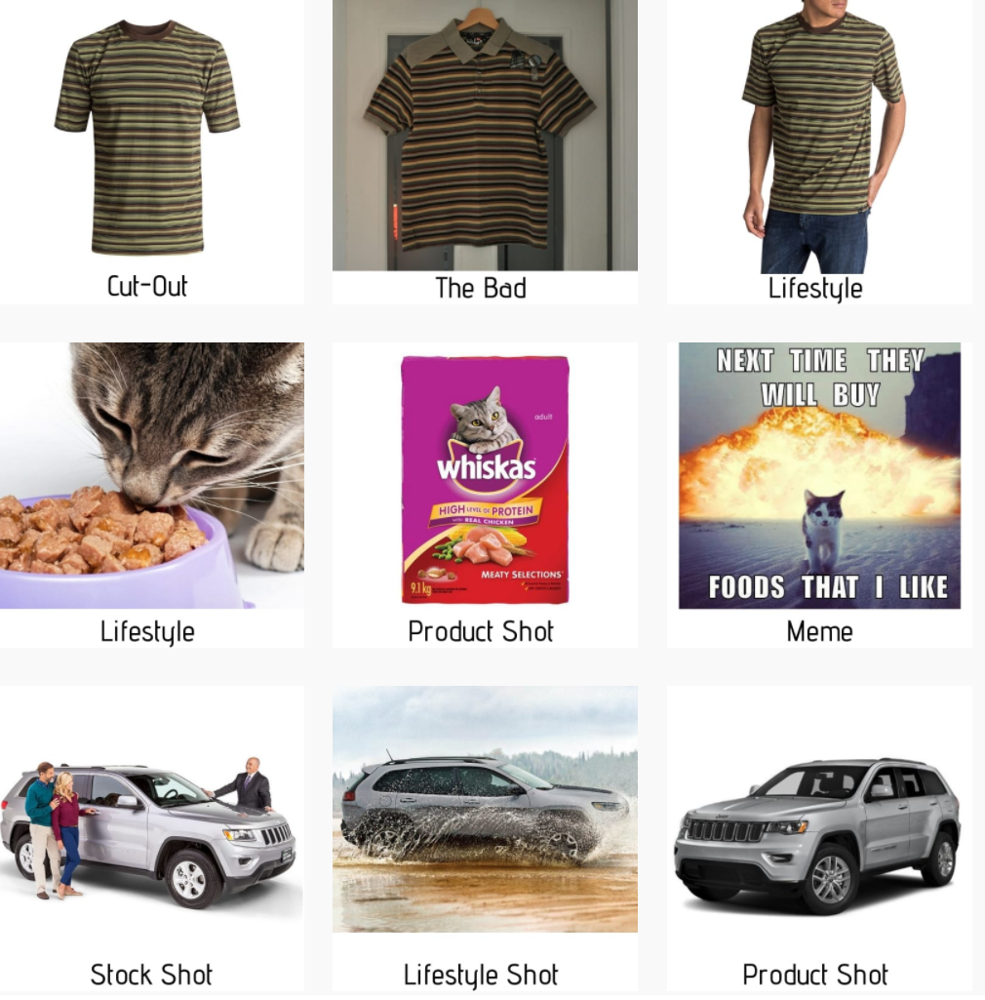 Cut-Out
The Bad
Lifestyle
adult
whiskas
HIGH LEVEL OF PROTEIN
WITH REAL CHICKEN
MEATY SELECTIONS
9.1 kg
NEXT TIME THEY
WILL BUY
FOODS THAT I LIKE
Lifestyle
Product Shot
Meme
Stock Shot
Lifestyle Shot
Product Shot